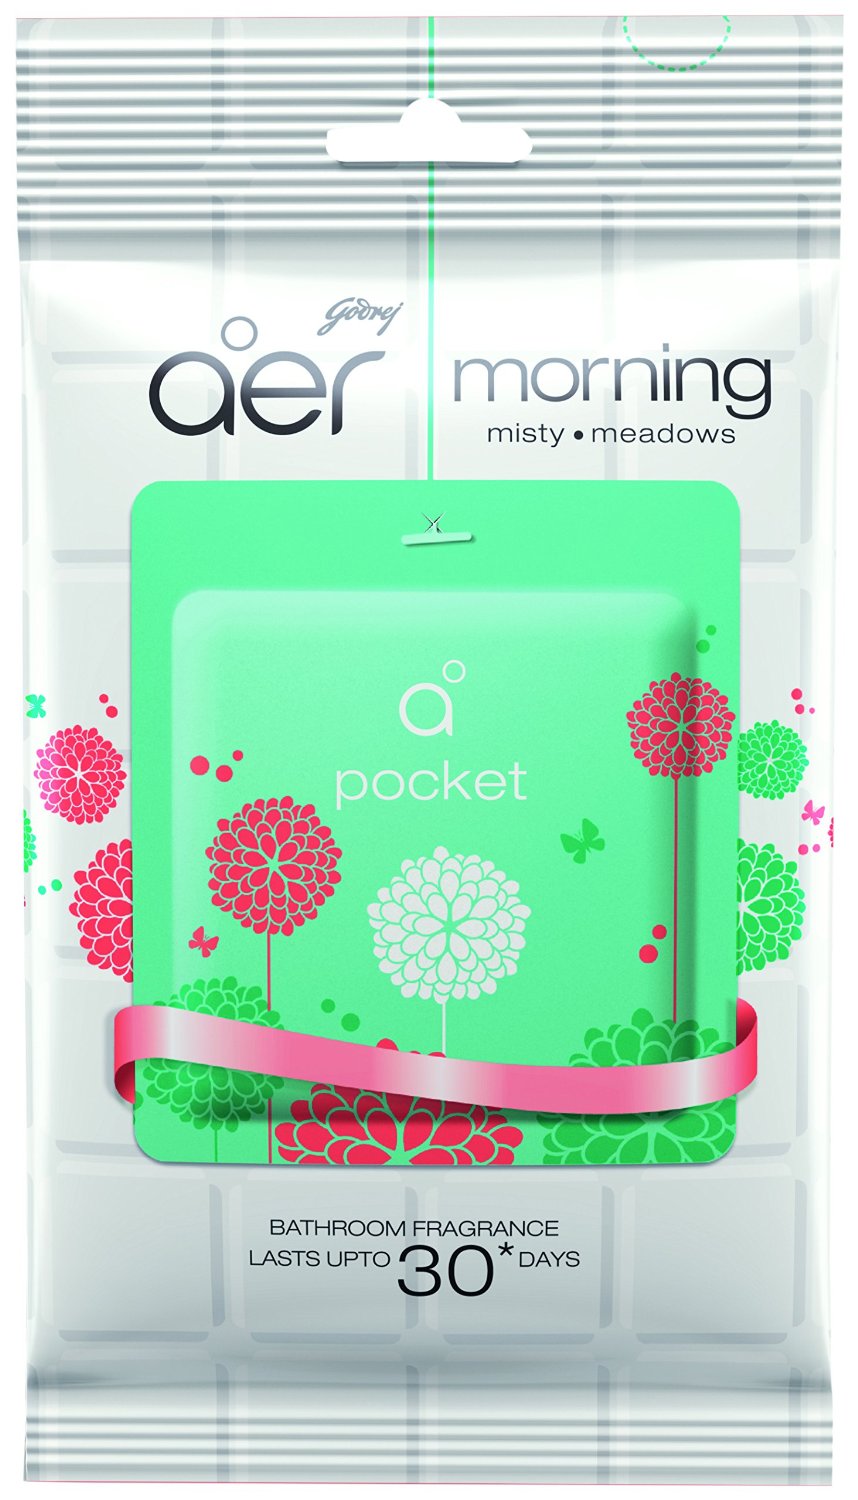 Godrej
aer
morning
misty • meadows
a°
pocket
BATHROOM FRAGRANCE
LASTS UPTO 30* DAYS